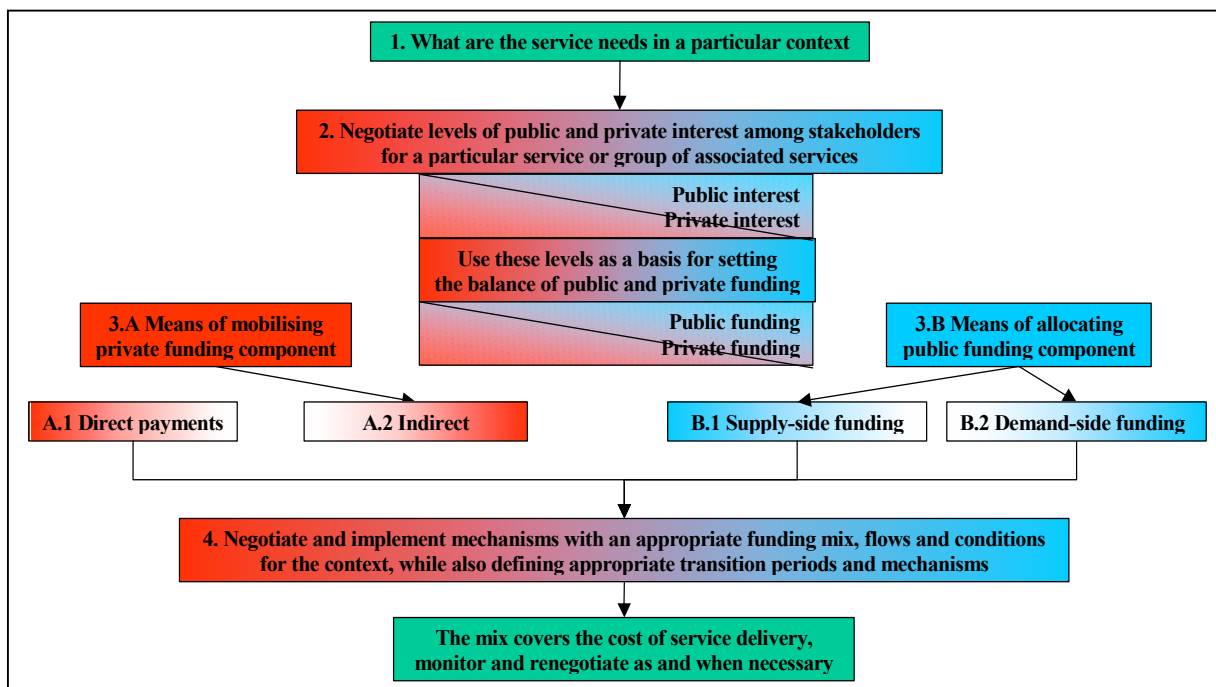 1. What are the service needs in a particular context
2. Negotiate levels of public and private interest among stakeholders
for a particular service or group of associated services
Public interest
Private interest
Use these levels as a basis for setting
the balance of public and private funding
Public funding
Private funding
3.A Means of mobilising
private funding component
3.B Means of allocating
public funding component
A.1 Direct payments
A.2 Indirect
B.1 Supply-side funding
B.2 Demand-side funding
4. Negotiate and implement mechanisms with an appropriate funding mix, flows and conditions
for the context, while also defining appropriate transition periods and mechanisms
The mix covers the cost of service delivery,
monitor and renegotiate as and when necessary